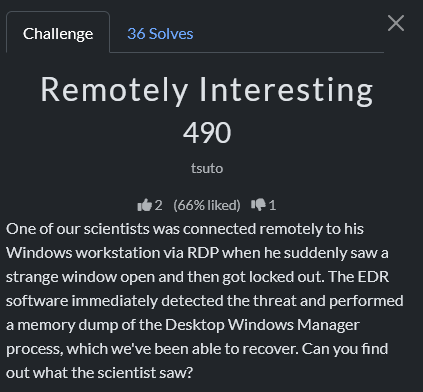 Challenge
36 Solves
Remotely Interesting
490
tsuto
2 (66% liked) 1
One of our scientists was connected remotely to his
Windows workstation via RDP when he suddenly saw a
strange window open and then got locked out. The EDR
software immediately detected the threat and performed
a memory dump of the Desktop Windows Manager
process, which we've been able to recover. Can you find
out what the scientist saw?